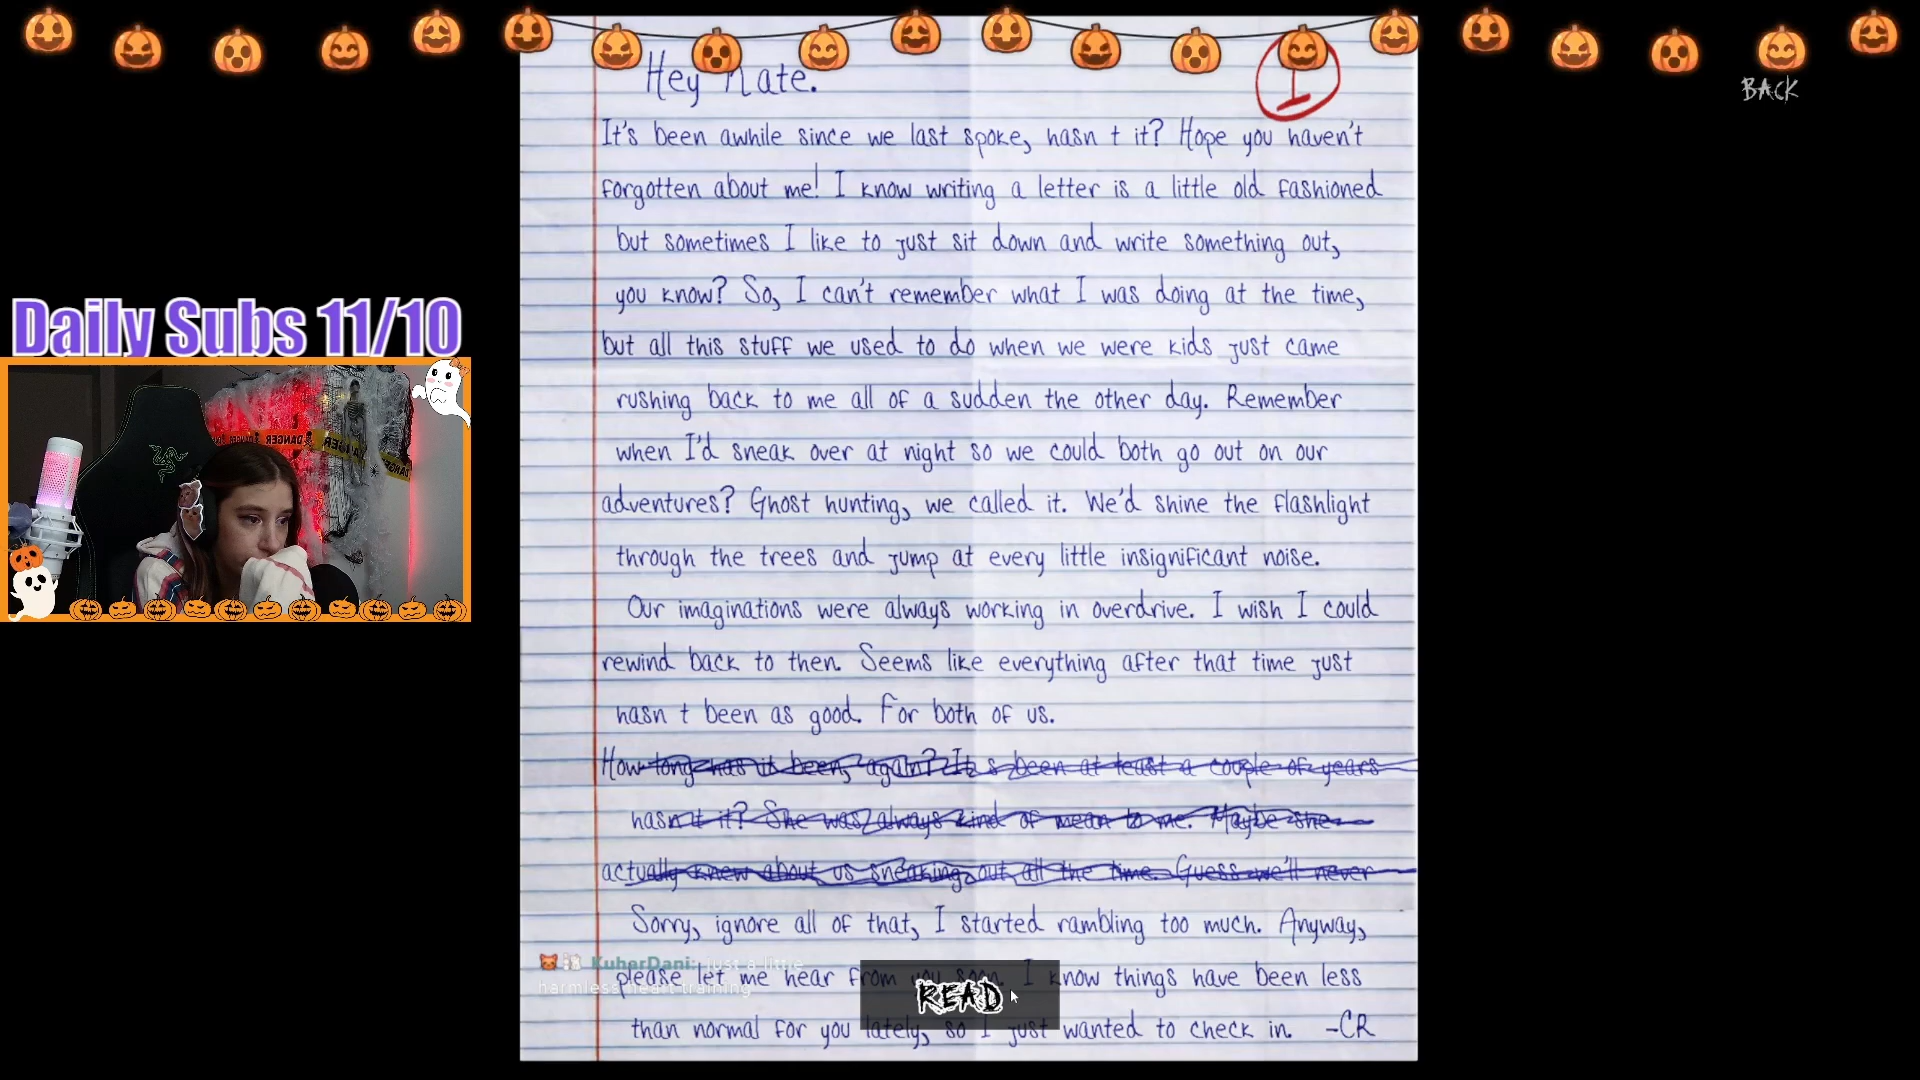 Hey Nate.
I
BACK
It's been awhile since we last spoke, hasn t it? Hope you haven't
forgotten about me! I know writing a letter is a little old fashioned
but sometimes I like to just sit down and write something out,
you know? So, I can't remember what I was doing at the time,
but all this stuff we used to do when we were kids just came
rushing back to me all of a sudden the other day. Remember
when I'd sneak over at night so we could both go out on our
adventures? Ghost hunting, we called it. We'd shine the flashlight
through the trees and jump at every little insignificant noise.
Our imaginations were always working in overdrive. I wish I could
rewind back to then. Seems like everything after that time just
hasn t been as good. For both of us.
How long has it been, again? It s been at least a couple of years
hasn t it? She was always kind of mean to me. Maybe she
actually knew about us sneaking out all the time. Guess we'll never
Sorry, ignore all of that, I started rambling too much. Anyway,
please let me hear from you soon. I know things have been less
than normal for you lately, so I just wanted to check in. -CR
READ
KuherDani: just a little
harmless heart training
Daily Subs 11/10
DANGER
DANGER
DANGER